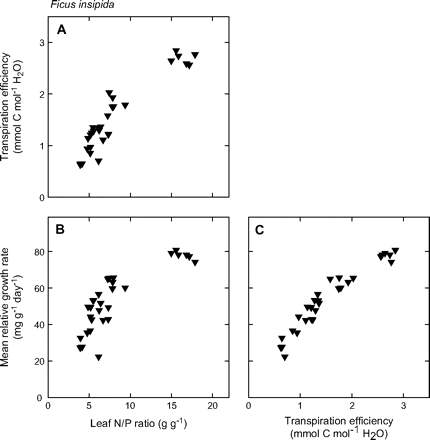 Ficus insipida
A
Transpiration efficiency
(mmol C mol⁻¹ H₂O)
3
2
1
0
B
C
Mean relative growth rate
(mg g⁻¹ day⁻¹)
80
60
40
20
0
0 5 10 15 20
0 1 2 3
Leaf N/P ratio (g g⁻¹)
Transpiration efficiency
(mmol C mol⁻¹ H₂O)